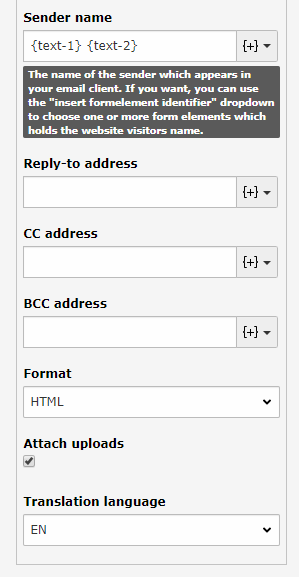 Sender name
{text-1} {text-2}
{+}
The name of the sender which appears in
your email client. If you want, you can use
the "insert formelement identifier" dropdown
to choose one or more form elements which
holds the website visitors name.
Reply-to address
{+}
CC address
{+}
BCC address
{+}
Format
HTML
Attach uploads
Translation language
EN